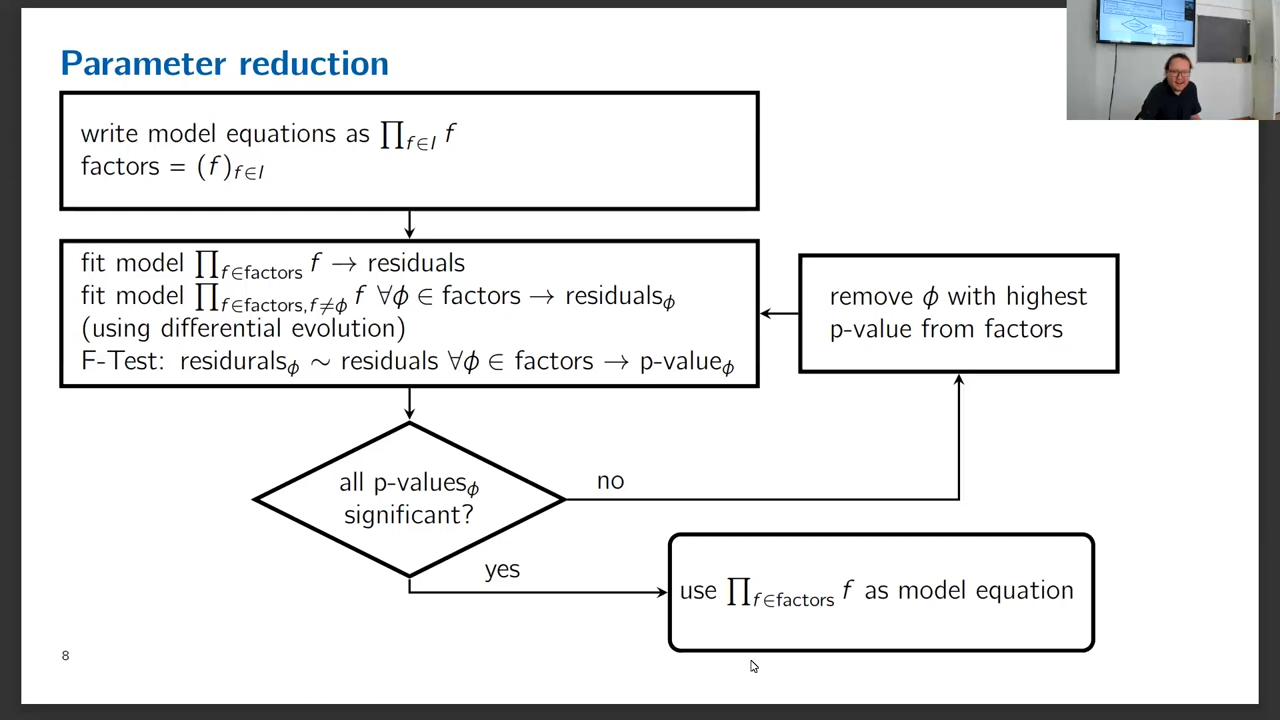 Parameter reduction
write model equations as ∏_{f∈I} f
factors = (f)_{f∈I}
fit model ∏_{f∈factors} f → residuals
fit model ∏_{f∈factors, f≠ϕ} f ∀ϕ ∈ factors → residuals_ϕ
(using differential evolution)
F-Test: residurals_ϕ ∼ residuals ∀ϕ ∈ factors → p-value_ϕ
remove ϕ with highest
p-value from factors
all p-values_ϕ
significant?
no
yes
use ∏_{f∈factors} f as model equation
8